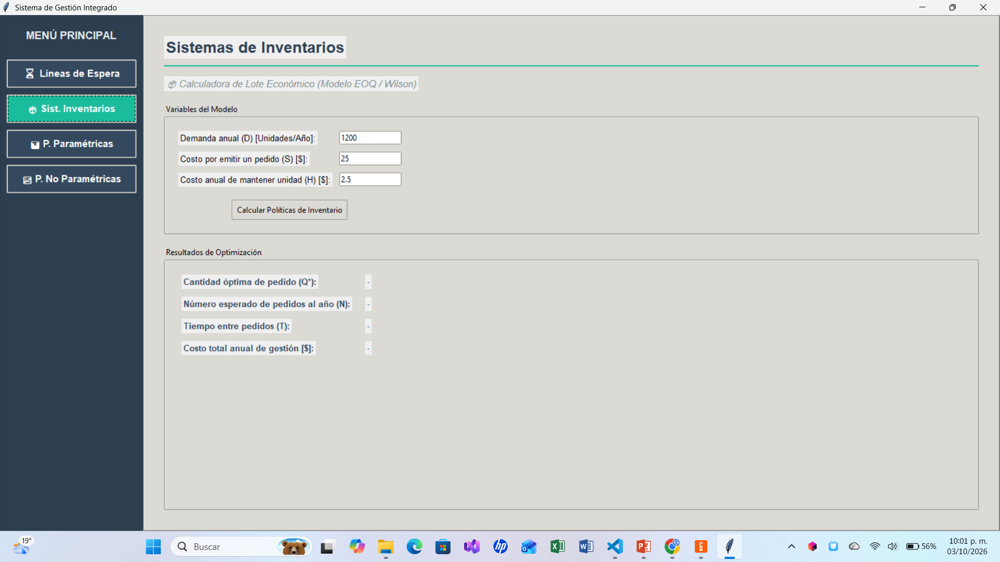 Sistema de Gestión Integrado
MENÚ PRINCIPAL
Líneas de Espera
Sist. Inventarios
P. Paramétricas
P. No Paramétricas
Sistemas de Inventarios
Calculadora de Lote Económico (Modelo EOQ / Wilson)
Variables del Modelo
Demanda anual (D) [Unidades/Año]: 1200
Costo por emitir un pedido (S) [$]: 25
Costo anual de mantener unidad (H) [$]: 2.5
Calcular Políticas de Inventario
Resultados de Optimización
Cantidad óptima de pedido (Q*): -
Número esperado de pedidos al año (N): -
Tiempo entre pedidos (T): -
Costo total anual de gestión [$]: -
19°
Buscar
hp
56%
10:01 p. m.
03/10/2026